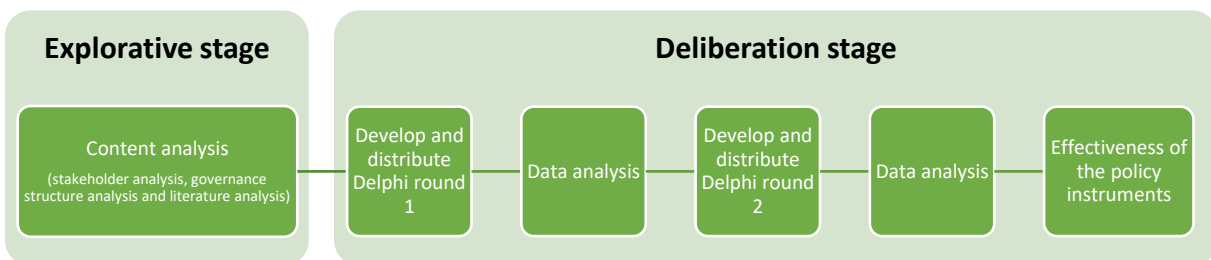 Explorative stage
Deliberation stage
Content analysis
(stakeholder analysis, governance
structure analysis and literature analysis)
Develop and
distribute
Delphi round
1
Data analysis
Develop and
distribute
Delphi round
2
Data analysis
Effectiveness of
the policy
instruments